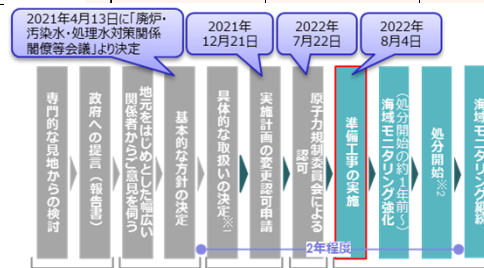 2021年4月13日に「廃炉・
汚染水・処理水対策関係
閣僚等会議」より決定
2021年
12月21日
2022年
7月22日
2022年
8月4日
専門的な見地からの検討
政府への提言（報告書）
地元をはじめとした幅広い
関係者からご意見を伺う
基本的な方針の決定
具体的な取扱いの決定※1
実施計画の変更認可申請
原子力規制委員会による
認可
準備工事の実施
（処分開始の約1年前～）
海域モニタリング強化
処分開始※2
海域モニタリング継続
2年程度